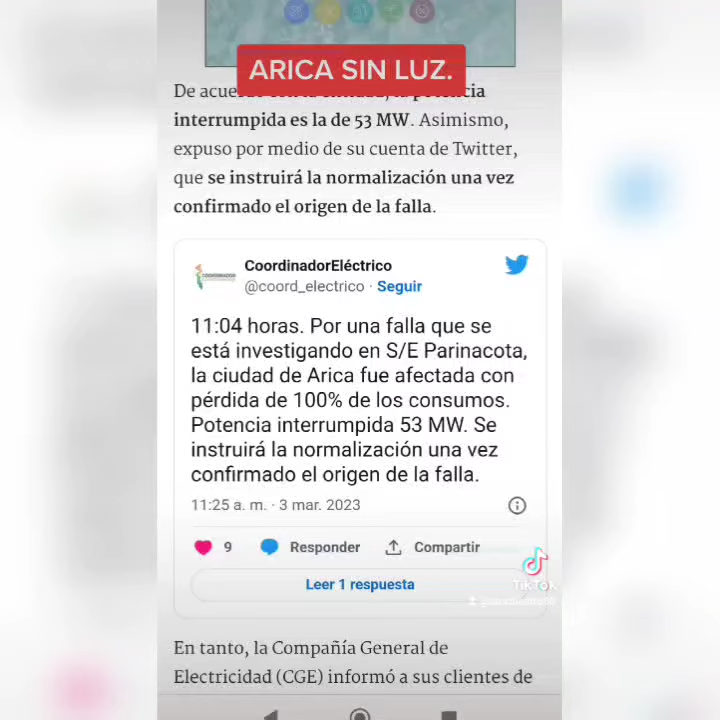 ARICA SIN LUZ.
De acue
cia
interrumpida es la de 53 MW. Asimismo,
expuso por medio de su cuenta de Twitter,
que se instruirá la normalización una vez
confirmado el origen de la falla.
CoordinadorEléctrico
@coord_electrico · Seguir
11:04 horas. Por una falla que se
está investigando en S/E Parinacota,
la ciudad de Arica fue afectada con
pérdida de 100% de los consumos.
Potencia interrumpida 53 MW. Se
instruirá la normalización una vez
confirmado el origen de la falla.
11:25 a. m. · 3 mar. 2023
9 Responder Compartir
Leer 1 respuesta
TikTok
En tanto, la Compañía General de
Electricidad (CGE) informó a sus clientes de